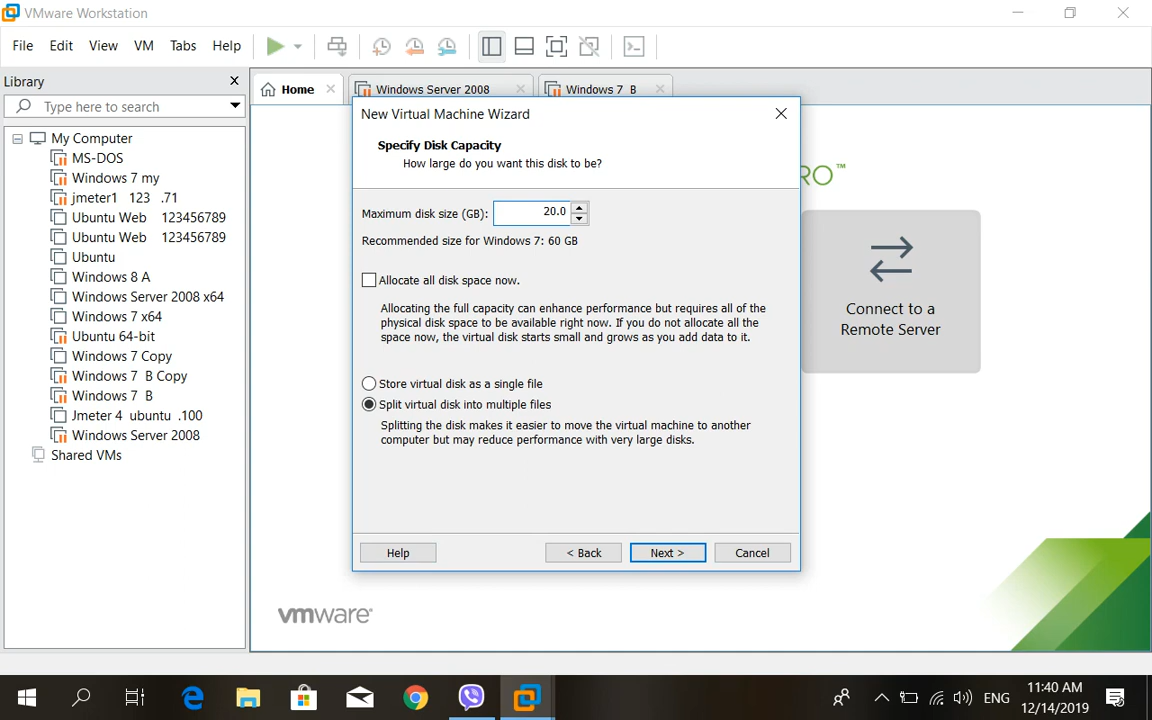 VMware Workstation
File Edit View VM Tabs Help
Library
Type here to search
My Computer
MS-DOS
Windows 7 my
jmeter1 123 .71
Ubuntu Web 123456789
Ubuntu Web 123456789
Ubuntu
Windows 8 A
Windows Server 2008 x64
Windows 7 x64
Ubuntu 64-bit
Windows 7 Copy
Windows 7 B Copy
Windows 7 B
Jmeter 4 ubuntu .100
Windows Server 2008
Shared VMs
Home Windows Server 2008 Windows 7 B
RO™
New Virtual Machine Wizard
Specify Disk Capacity
How large do you want this disk to be?
Maximum disk size (GB): 20.0
Recommended size for Windows 7: 60 GB
Allocate all disk space now.
Allocating the full capacity can enhance performance but requires all of the
physical disk space to be available right now. If you do not allocate all the
space now, the virtual disk starts small and grows as you add data to it.
Store virtual disk as a single file
Split virtual disk into multiple files
Splitting the disk makes it easier to move the virtual machine to another
computer but may reduce performance with very large disks.
Help < Back Next > Cancel
Connect to a
Remote Server
vmware®
ENG
11:40 AM
12/14/2019